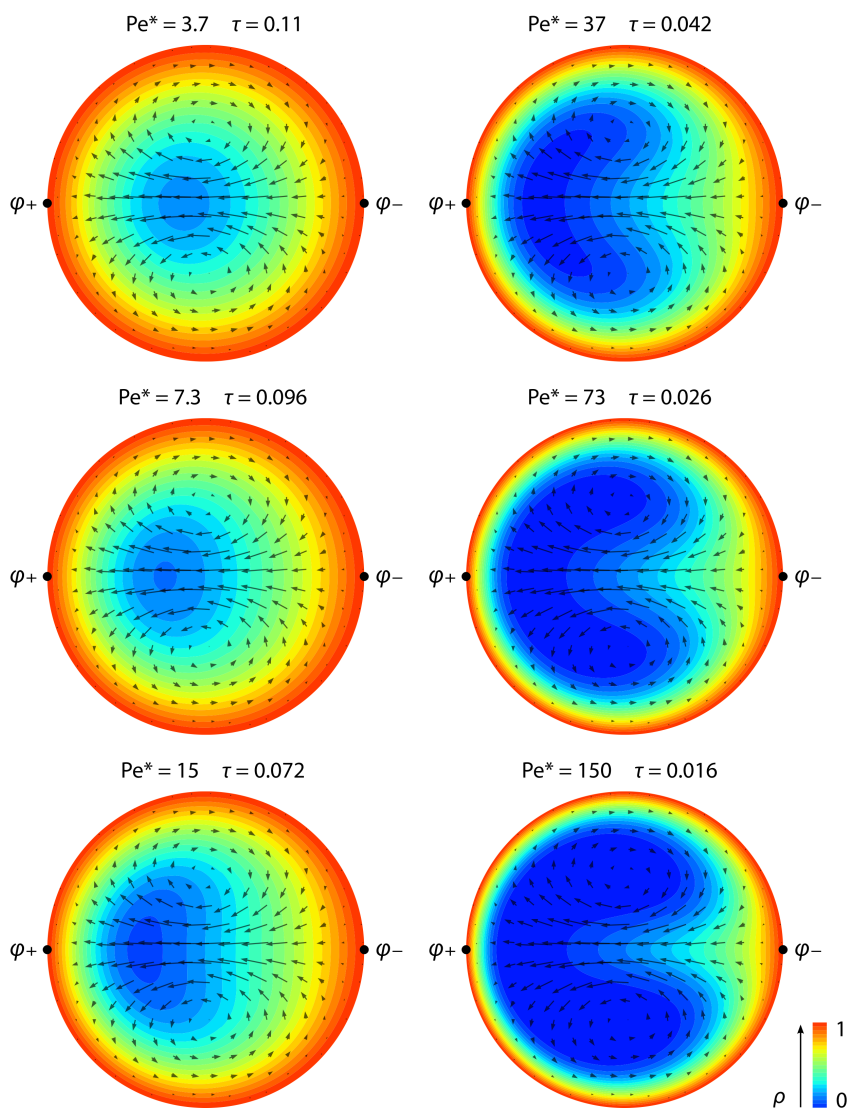 Pe* = 3.7 τ = 0.11
φ+ φ−
Pe* = 37 τ = 0.042
φ+ φ−
Pe* = 7.3 τ = 0.096
φ+ φ−
Pe* = 73 τ = 0.026
φ+ φ−
Pe* = 15 τ = 0.072
φ+ φ−
Pe* = 150 τ = 0.016
φ+ φ−
1
ρ 0